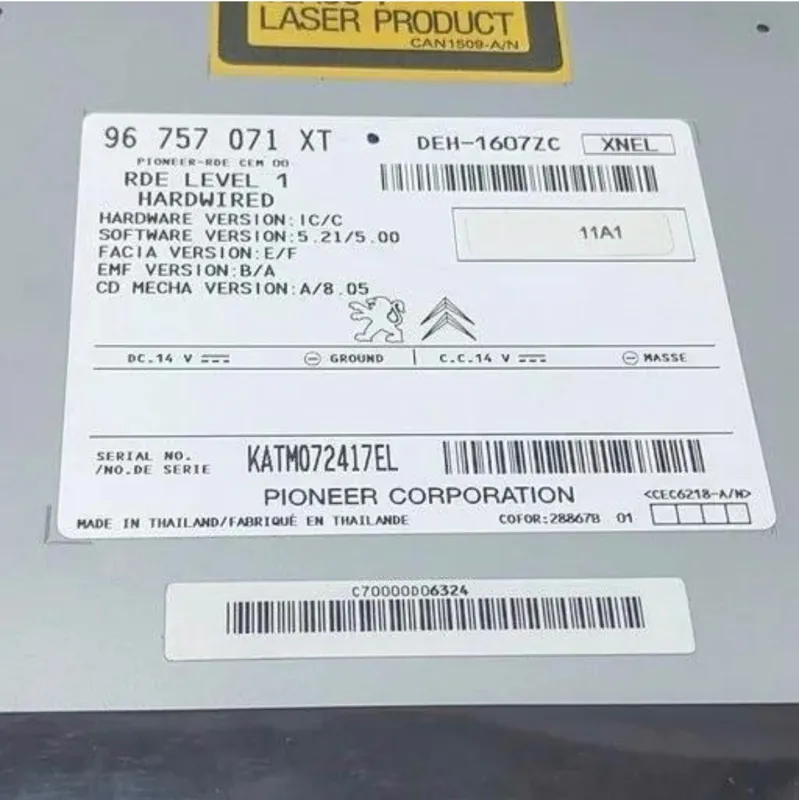 LASER PRODUCT
CAN1509-A/N
96 757 071 XT • DEH-1607ZC XNEL
PIONEER-RDE CEM 00
RDE LEVEL 1
HARDWIRED
HARDWARE VERSION:IC/C
SOFTWARE VERSION:5.21/5.00
11A1
FACIA VERSION:E/F
EMF VERSION:B/A
CD MECHA VERSION:A/8.05
DC.14 V GROUND C.C.14 V MASSE
SERIAL NO.
/NO.DE SERIE KATM072417EL
PIONEER CORPORATION <CEC6218-A/N>
MADE IN THAILAND/FABRIQUÉ EN THAILANDE COFOR:28867B 01
C70000D06324